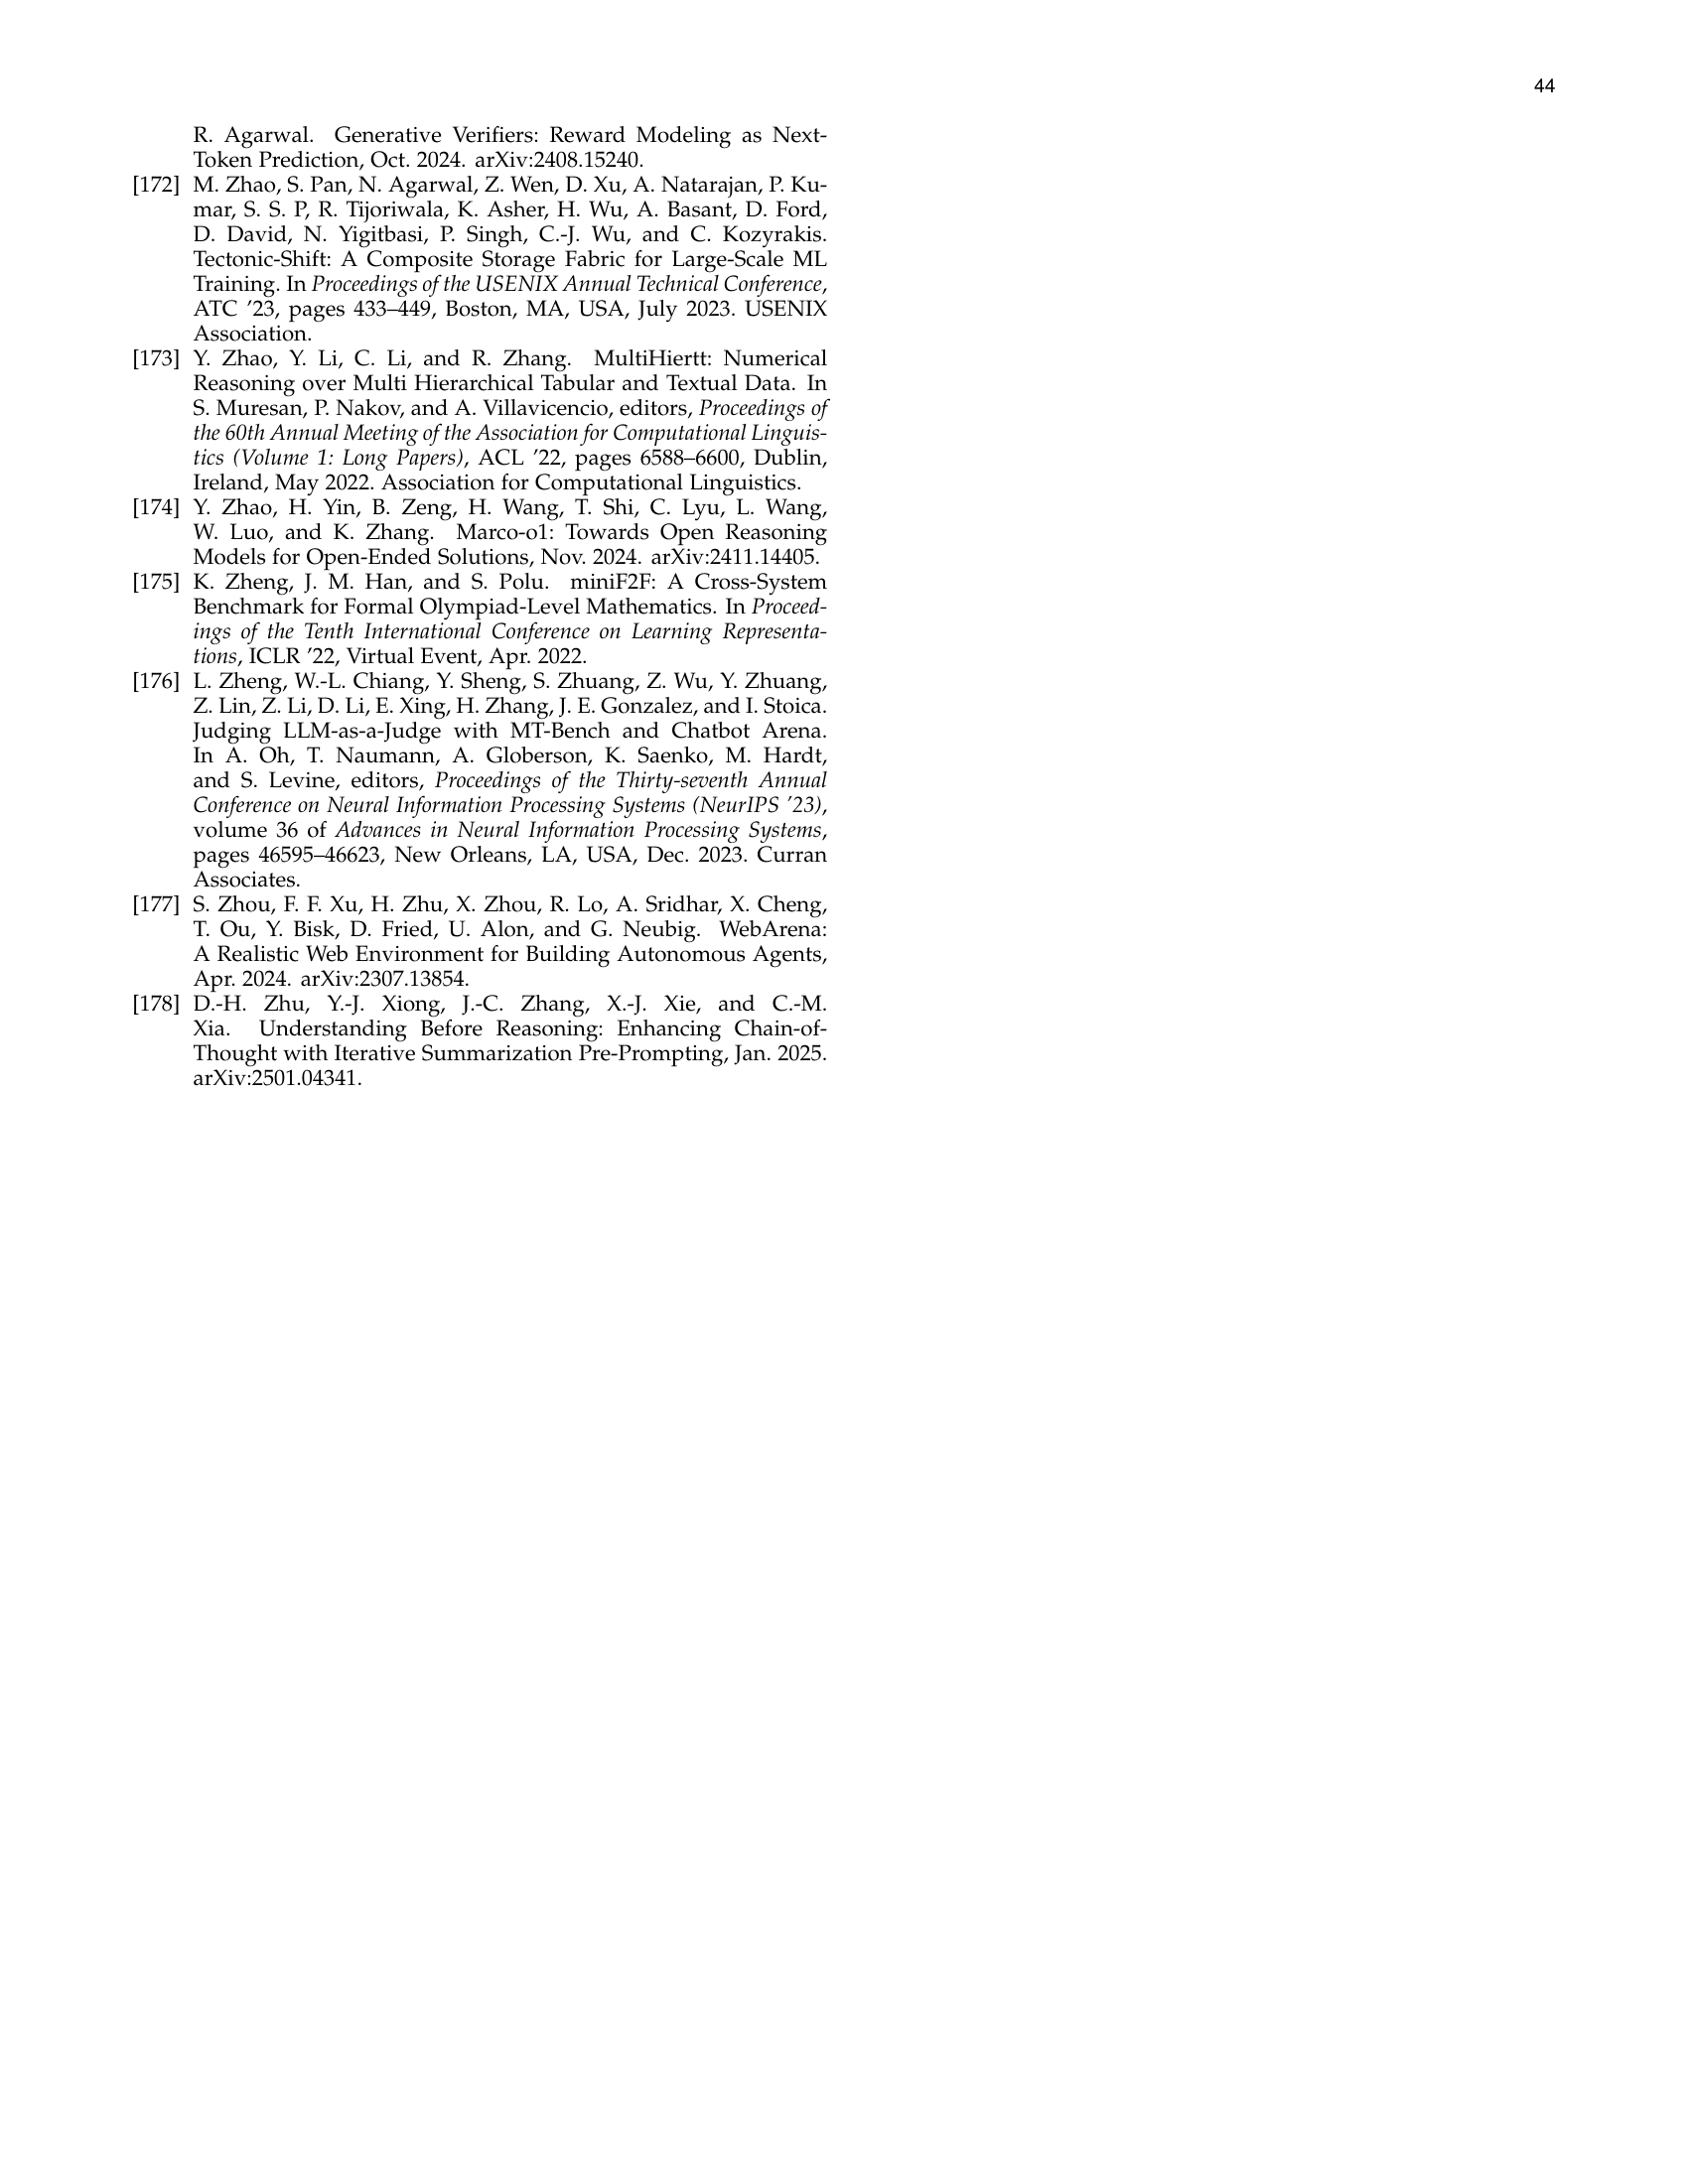 44
R. Agarwal. Generative Verifiers: Reward Modeling as Next-
Token Prediction, Oct. 2024. arXiv:2408.15240.
[172] M. Zhao, S. Pan, N. Agarwal, Z. Wen, D. Xu, A. Natarajan, P. Ku-
mar, S. S. P, R. Tijoriwala, K. Asher, H. Wu, A. Basant, D. Ford,
D. David, N. Yigitbasi, P. Singh, C.-J. Wu, and C. Kozyrakis.
Tectonic-Shift: A Composite Storage Fabric for Large-Scale ML
Training. In Proceedings of the USENIX Annual Technical Conference,
ATC ’23, pages 433–449, Boston, MA, USA, July 2023. USENIX
Association.
[173] Y. Zhao, Y. Li, C. Li, and R. Zhang. MultiHiertt: Numerical
Reasoning over Multi Hierarchical Tabular and Textual Data. In
S. Muresan, P. Nakov, and A. Villavicencio, editors, Proceedings of
the 60th Annual Meeting of the Association for Computational Linguis-
tics (Volume 1: Long Papers), ACL ’22, pages 6588–6600, Dublin,
Ireland, May 2022. Association for Computational Linguistics.
[174] Y. Zhao, H. Yin, B. Zeng, H. Wang, T. Shi, C. Lyu, L. Wang,
W. Luo, and K. Zhang. Marco-o1: Towards Open Reasoning
Models for Open-Ended Solutions, Nov. 2024. arXiv:2411.14405.
[175] K. Zheng, J. M. Han, and S. Polu. miniF2F: A Cross-System
Benchmark for Formal Olympiad-Level Mathematics. In Proceed-
ings of the Tenth International Conference on Learning Representa-
tions, ICLR ’22, Virtual Event, Apr. 2022.
[176] L. Zheng, W.-L. Chiang, Y. Sheng, S. Zhuang, Z. Wu, Y. Zhuang,
Z. Lin, Z. Li, D. Li, E. Xing, H. Zhang, J. E. Gonzalez, and I. Stoica.
Judging LLM-as-a-Judge with MT-Bench and Chatbot Arena.
In A. Oh, T. Naumann, A. Globerson, K. Saenko, M. Hardt,
and S. Levine, editors, Proceedings of the Thirty-seventh Annual
Conference on Neural Information Processing Systems (NeurIPS ’23),
volume 36 of Advances in Neural Information Processing Systems,
pages 46595–46623, New Orleans, LA, USA, Dec. 2023. Curran
Associates.
[177] S. Zhou, F. F. Xu, H. Zhu, X. Zhou, R. Lo, A. Sridhar, X. Cheng,
T. Ou, Y. Bisk, D. Fried, U. Alon, and G. Neubig. WebArena:
A Realistic Web Environment for Building Autonomous Agents,
Apr. 2024. arXiv:2307.13854.
[178] D.-H. Zhu, Y.-J. Xiong, J.-C. Zhang, X.-J. Xie, and C.-M.
Xia. Understanding Before Reasoning: Enhancing Chain-of-
Thought with Iterative Summarization Pre-Prompting, Jan. 2025.
arXiv:2501.04341.